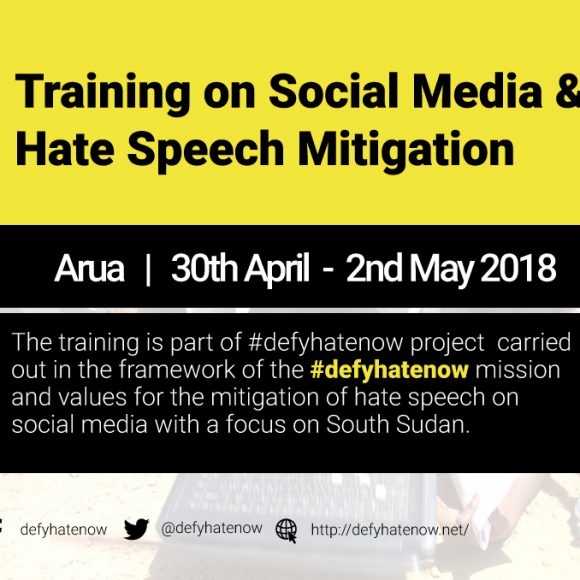 Training on Social Media &
Hate Speech Mitigation
Arua | 30th April - 2nd May 2018
The training is part of #defyhatenow project carried
out in the framework of the #defyhatenow mission
and values for the mitigation of hate speech on
social media with a focus on South Sudan.
defyhatenow @defyhatenow http://defyhatenow.net/